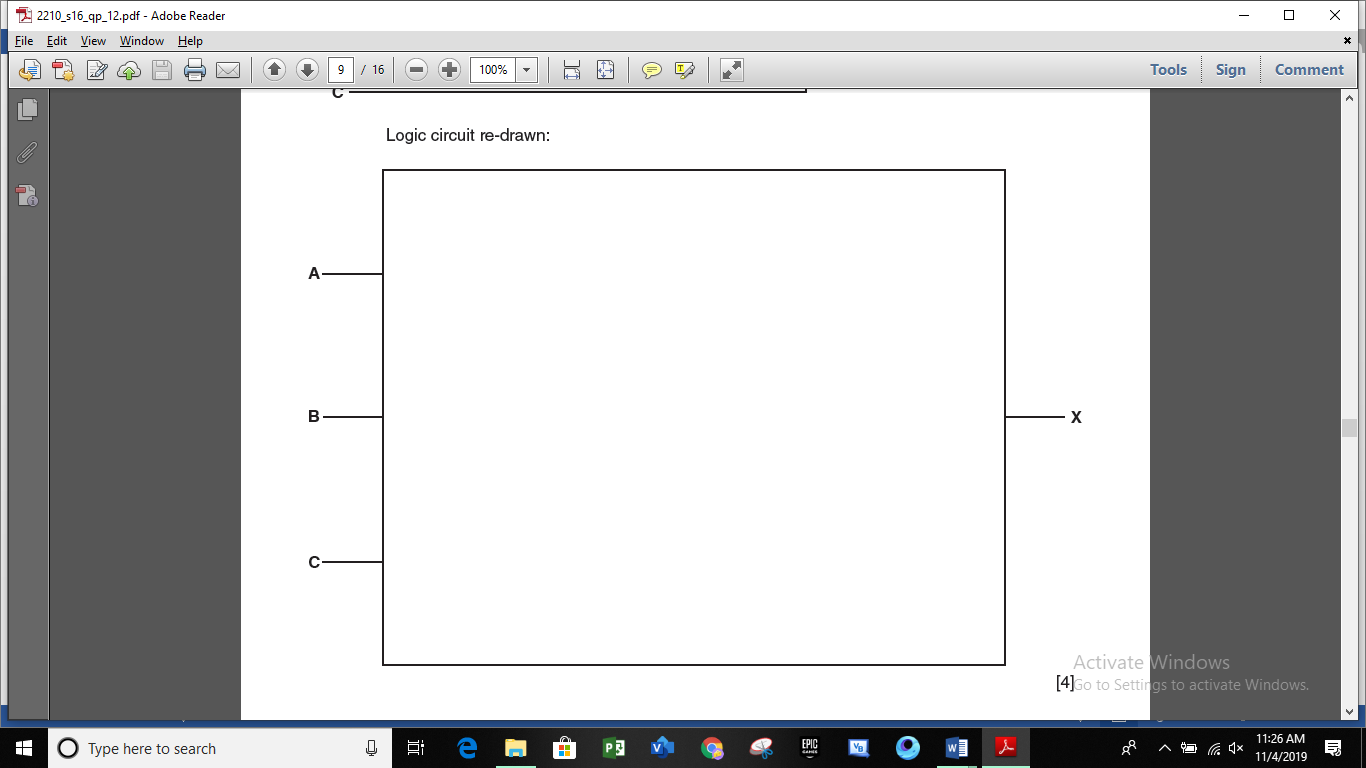 2210_s16_qp_12.pdf - Adobe Reader
File Edit View Window Help
9 / 16 100% Tools Sign Comment
C
Logic circuit re-drawn:
A
B X
C
[4]
Activate Windows
Go to Settings to activate Windows.
Type here to search
11:26 AM
11/4/2019